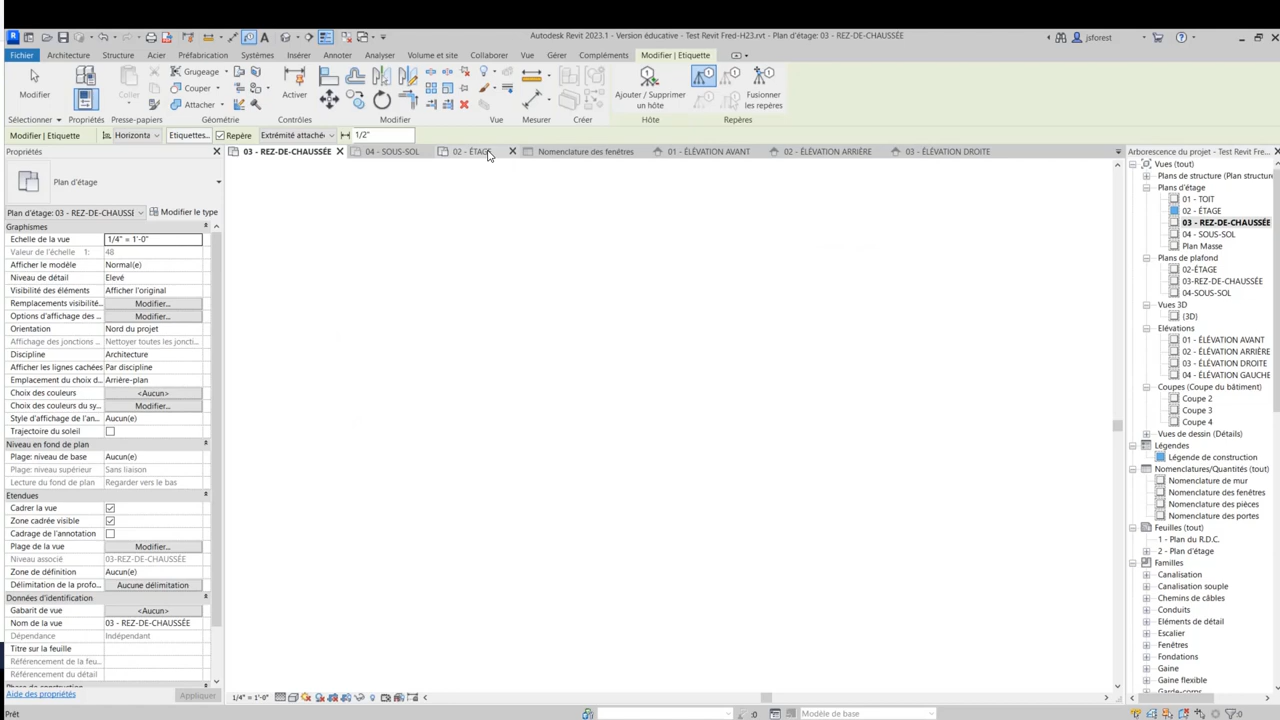 Autodesk Revit 2023.1 - Version éducative - Test Revit Fred-H23.rvt - Plan d'étage: 03 - REZ-DE-CHAUSSÉE
jsforest
Fichier Architecture Structure Acier Préfabrication Systèmes Insérer Annoter Analyser Volume et site Collaborer Vue Gérer Compléments Modifier | Etiquette
Modifier
Coller
Grugeage
Couper
Attacher
Activer
Ajouter / Supprimer
un hôte
Fusionner
les repères
Sélectionner Propriétés Presse-papiers Géométrie Contrôles Modifier Vue Mesurer Créer Hôte Repères
Modifier | Etiquette Horizonta Etiquettes... Repère Extrémité attaché 1/2"
Propriétés
03 - REZ-DE-CHAUSSÉE 04 - SOUS-SOL 02 - ÉTAGE Nomenclature des fenêtres 01 - ÉLÉVATION AVANT 02 - ÉLÉVATION ARRIÈRE 03 - ÉLÉVATION DROITE
Plan d'étage
Plan d'étage: 03 - REZ-DE-CHAUSSÉ Modifier le type
Graphismes
Echelle de la vue 1/4" = 1'-0"
Valeur de l'échelle 1: 48
Afficher le modèle Normal(e)
Niveau de détail Elevé
Visibilité des éléments Afficher l'original
Remplacements visibilité... Modifier...
Options d'affichage des ... Modifier...
Orientation Nord du projet
Affichage des jonctions ... Nettoyer toutes les joncti...
Discipline Architecture
Afficher les lignes cachées Par discipline
Emplacement du choix d... Arrière-plan
Choix des couleurs <Aucun>
Choix des couleurs du sy... Modifier...
Style d'affichage de l'an... Aucun(e)
Trajectoire du soleil
Niveau en fond de plan
Plage: niveau de base Aucun(e)
Plage: niveau supérieur Sans liaison
Lecture du fond de plan Regarder vers le bas
Etendues
Cadrer la vue
Zone cadrée visible
Cadrage de l'annotation
Plage de la vue Modifier...
Niveau associé 03-REZ-DE-CHAUSSÉE
Zone de définition Aucun(e)
Délimitation de la profo... Aucune délimitation
Données d'identification
Gabarit de vue <Aucun>
Nom de la vue 03 - REZ-DE-CHAUSSÉE
Dépendance Indépendant
Titre sur la feuille
Référencement de la feu...
Référencement du détail
Aide des propriétés Appliquer
Prêt
1/4" = 1'-0"
:0 Modèle de base :0
Arborescence du projet - Test Revit Fre...
Vues (tout)
Plans de structure (Plan structure
Plans d'étage
01 - TOIT
02 - ÉTAGE
03 - REZ-DE-CHAUSSÉE
04 - SOUS-SOL
Plan Masse
Plans de plafond
02-ÉTAGE
03-REZ-DE-CHAUSSÉE
04-SOUS-SOL
Vues 3D
{3D}
Elévations
01 - ÉLÉVATION AVANT
02 - ÉLÉVATION ARRIÈRE
03 - ÉLÉVATION DROITE
04 - ÉLÉVATION GAUCHE
Coupes (Coupe du bâtiment)
Coupe 2
Coupe 3
Coupe 4
Vues de dessin (Détails)
Légendes
Légende de construction
Nomenclatures/Quantités (tout)
Nomenclature de mur
Nomenclature des fenêtres
Nomenclature des pièces
Nomenclature des portes
Feuilles (tout)
1 - Plan du R.D.C.
2 - Plan d'étage
Familles
Canalisation
Canalisation souple
Chemins de câbles
Conduits
Eléments de détail
Escalier
Fenêtres
Fondations
Gaine
Gaine flexible
Garde-corps